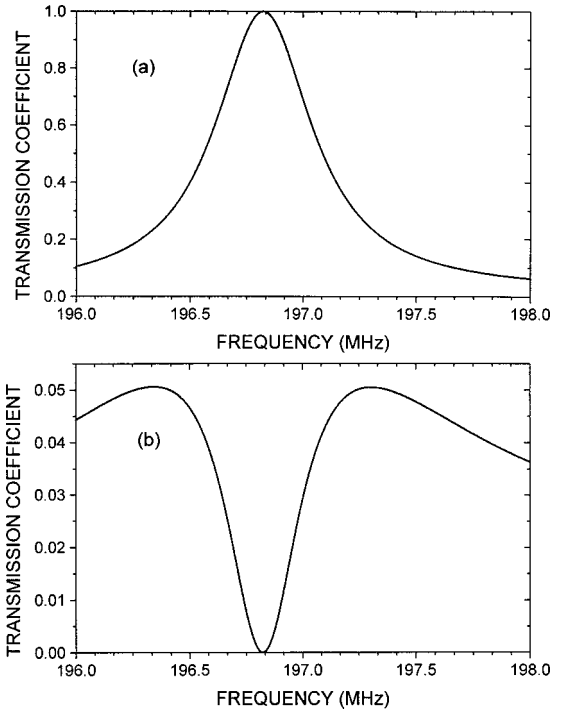 TRANSMISSION COEFFICIENT
1.0
0.8
0.6
0.4
0.2
0.0
(a)
196.0 196.5 197.0 197.5 198.0
FREQUENCY (MHz)
TRANSMISSION COEFFICIENT
0.05
0.04
0.03
0.02
0.01
0.00
(b)
196.0 196.5 197.0 197.5 198.0
FREQUENCY (MHz)